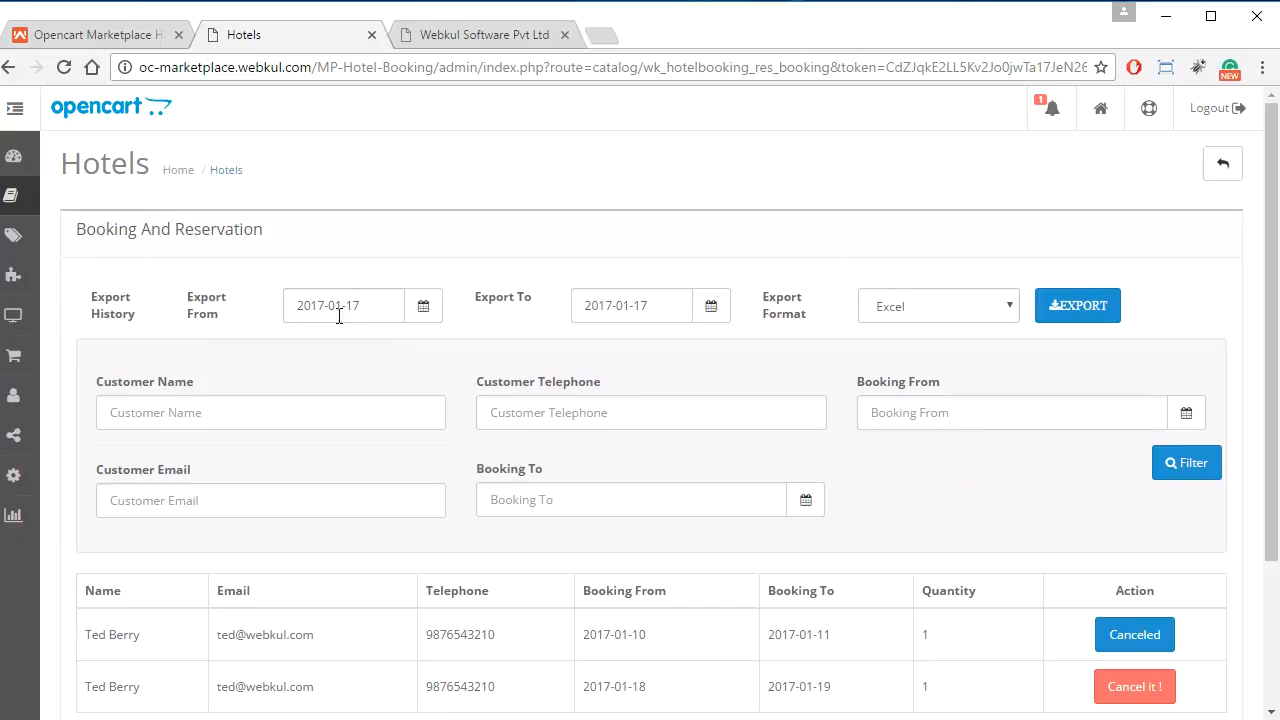 Opencart Marketplace H
Hotels
Webkul Software Pvt Ltd
oc-marketplace.webkul.com/MP-Hotel-Booking/admin/index.php?route=catalog/wk_hotelbooking_res_booking&token=CdZJqkE2LL5Kv2Jo0jwTa17JeN26
NEW
opencart
1
Logout
Hotels
Home / Hotels
Booking And Reservation
Export History
Export From
2017-01-17
Export To
2017-01-17
Export Format
Excel
EXPORT
Customer Name
Customer Telephone
Booking From
Customer Name
Customer Telephone
Booking From
Customer Email
Booking To
Filter
Customer Email
Booking To
Name Email Telephone Booking From Booking To Quantity Action
Ted Berry ted@webkul.com 9876543210 2017-01-10 2017-01-11 1 Canceled
Ted Berry ted@webkul.com 9876543210 2017-01-18 2017-01-19 1 Cancel it !